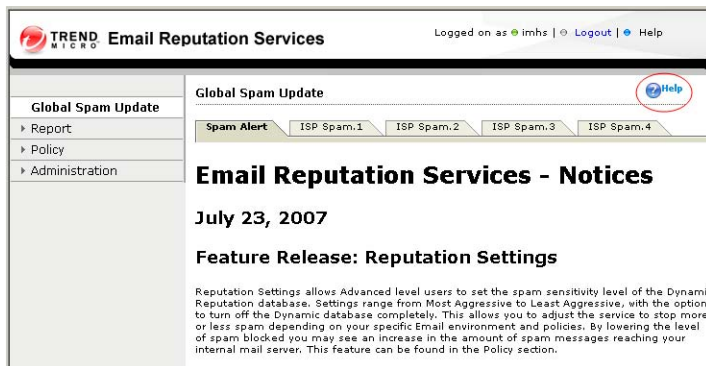 TREND MICRO Email Reputation Services
Logged on as imhs | Logout | Help
Global Spam Update
Report
Policy
Administration
Global Spam Update
Help
Spam Alert ISP Spam.1 ISP Spam.2 ISP Spam.3 ISP Spam.4
Email Reputation Services - Notices
July 23, 2007
Feature Release: Reputation Settings
Reputation Settings allows Advanced level users to set the spam sensitivity level of the Dynami
Reputation database. Settings range from Most Aggressive to Least Aggressive, with the option
to turn off the Dynamic database completely. This allows you to adjust the service to stop more
or less spam depending on your specific Email environment and policies. By lowering the level
of spam blocked you may see an increase in the amount of spam messages reaching your
internal mail server. This feature can be found in the Policy section.